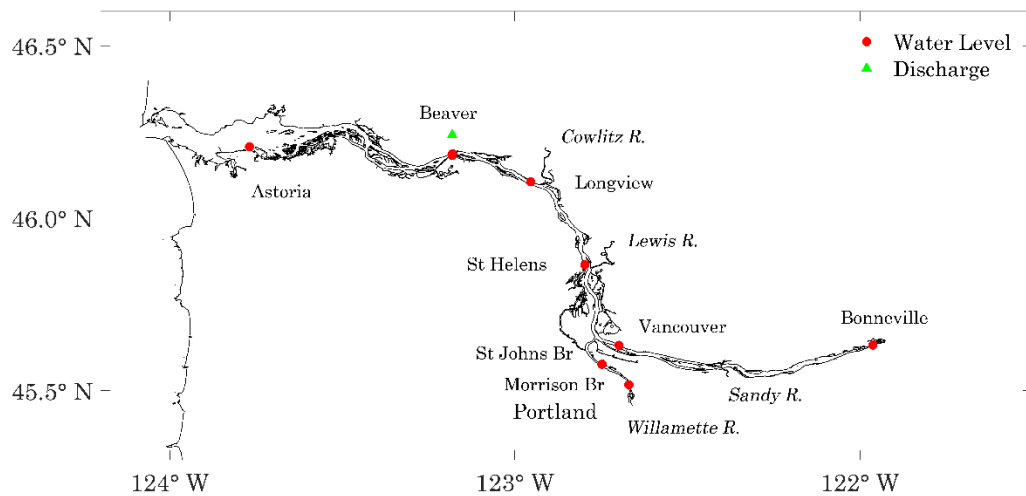 46.5° N
Water Level
Discharge
Beaver
Cowlitz R.
Astoria
Longview
46.0° N
Lewis R.
St Helens
Vancouver
Bonneville
St Johns Br
Morrison Br
45.5° N
Sandy R.
Portland
Willamette R.
124° W
123° W
122° W